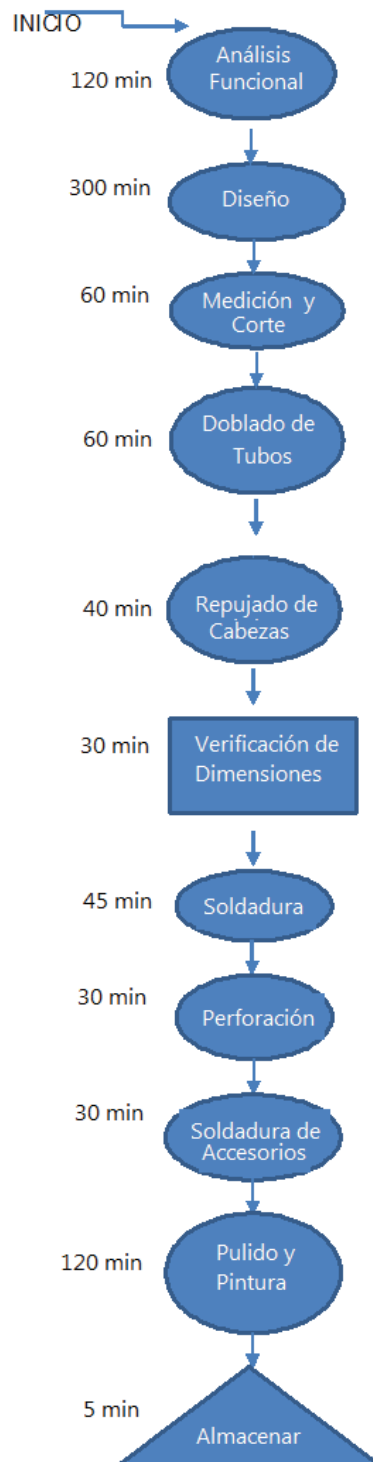 INICIO
Análisis
Funcional
120 min
300 min
Diseño
60 min
Medición y
Corte
60 min
Doblado de
Tubos
40 min
Repujado de
Cabezas
30 min
Verificación de
Dimensiones
45 min
Soldadura
30 min
Perforación
30 min
Soldadura de
Accesorios
120 min
Pulido y
Pintura
5 min
Almacenar